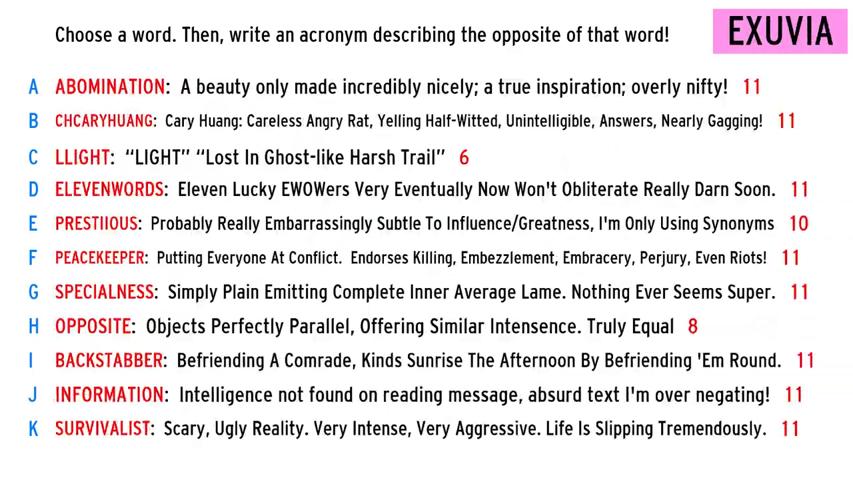 Choose a word. Then, write an acronym describing the opposite of that word!
EXUVIA
A ABOMINATION: A beauty only made incredibly nicely; a true inspiration; overly nifty! 11
B CHCARYHUANG: Cary Huang: Careless Angry Rat, Yelling Half-Witted, Unintelligible, Answers, Nearly Gagging! 11
C LLIGHT: “LIGHT” “Lost In Ghost-like Harsh Trail” 6
D ELEVENWORDS: Eleven Lucky EWOWers Very Eventually Now Won't Obliterate Really Darn Soon. 11
E PRESTIIOUS: Probably Really Embarrassingly Subtle To Influence/Greatness, I'm Only Using Synonyms 10
F PEACEKEEPER: Putting Everyone At Conflict. Endorses Killing, Embezzlement, Embracery, Perjury, Even Riots! 11
G SPECIALNESS: Simply Plain Emitting Complete Inner Average Lame. Nothing Ever Seems Super. 11
H OPPOSITE: Objects Perfectly Parallel, Offering Similar Intensence. Truly Equal 8
I BACKSTABBER: Befriending A Comrade, Kinds Sunrise The Afternoon By Befriending 'Em Round. 11
J INFORMATION: Intelligence not found on reading message, absurd text I'm over negating! 11
K SURVIVALIST: Scary, Ugly Reality. Very Intense, Very Aggressive. Life Is Slipping Tremendously. 11